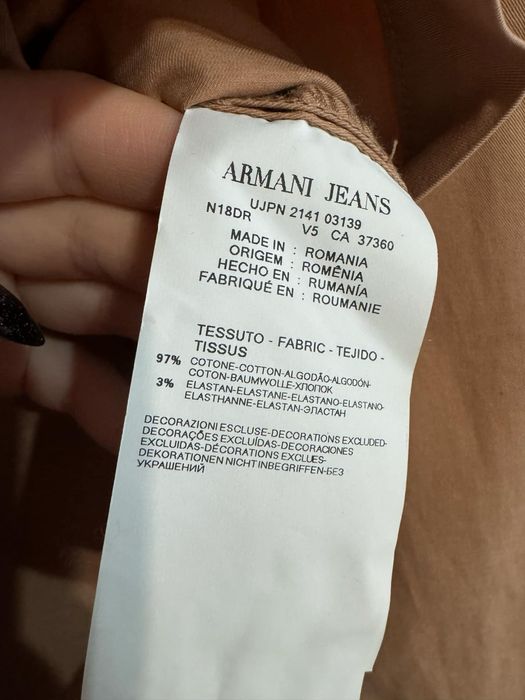 ARMANI JEANS
UJPN 2141 03139
N18DR V5 CA 37360
MADE IN : ROMANIA
ORIGEM : ROMÊNIA
HECHO EN : RUMANÍA
FABRIQUÉ EN : ROUMANIE
TESSUTO - FABRIC - TEJIDO -
TISSUS
97% COTONE-COTTON-ALGODÃO-ALGODÓN-
COTON-BAUMWOLLE-ХЛОПОК
3% ELASTAN-ELASTANE-ELASTANO-ELASTANO-
ELASTHANNE-ELASTAN-ЭЛАСТАН
DECORAZIONI ESCLUSE-DECORATIONS EXCLUDED-
DECORAÇÕES EXCLUÍDAS-DECORACIONES
EXCLUIDAS-DÉCORATIONS EXCLUES-
DEKORATIONEN NICHT INBEGRIFFEN-БЕЗ
УКРАШЕНИЙ